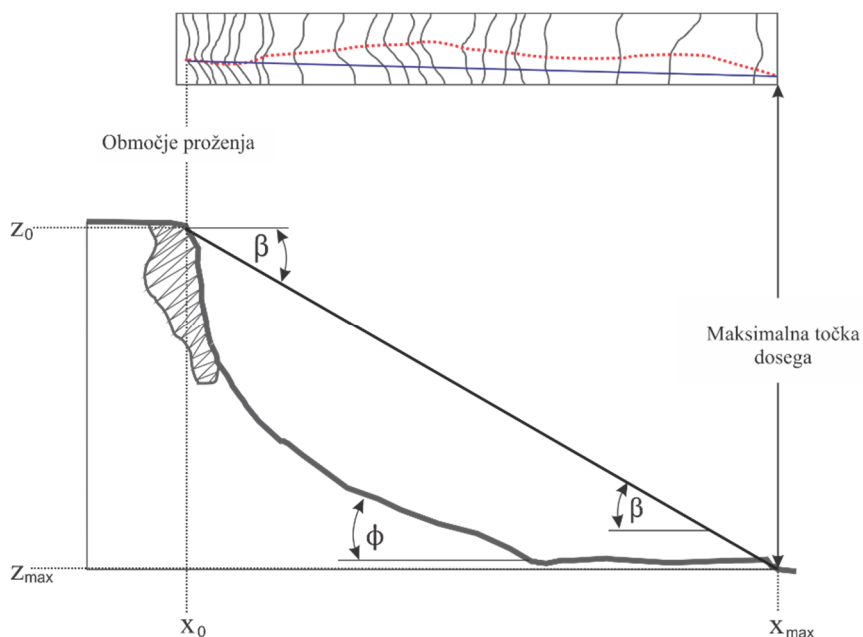 Območje proženja
z₀
β
Maksimalna točka
dosega
β
ϕ
zmax
x₀
xmax